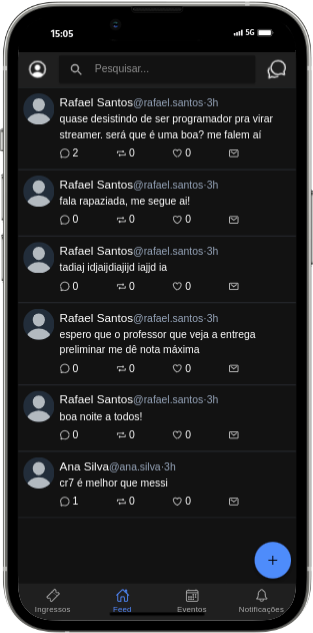 15:05
5G
Pesquisar...
Rafael Santos@rafael.santos·3h
quase desistindo de ser programador pra virar
streamer. será que é uma boa? me falem aí
2 0 0
Rafael Santos@rafael.santos·3h
fala rapaziada, me segue ai!
0 0 0
Rafael Santos@rafael.santos·3h
tadiaj idjaijdiajijd iajjd ia
0 0 0
Rafael Santos@rafael.santos·3h
espero que o professor que veja a entrega
preliminar me dê nota máxima
0 0 0
Rafael Santos@rafael.santos·3h
boa noite a todos!
0 0 0
Ana Silva@ana.silva·3h
cr7 é melhor que messi
1 0 0
+
Ingressos Feed Eventos Notificações